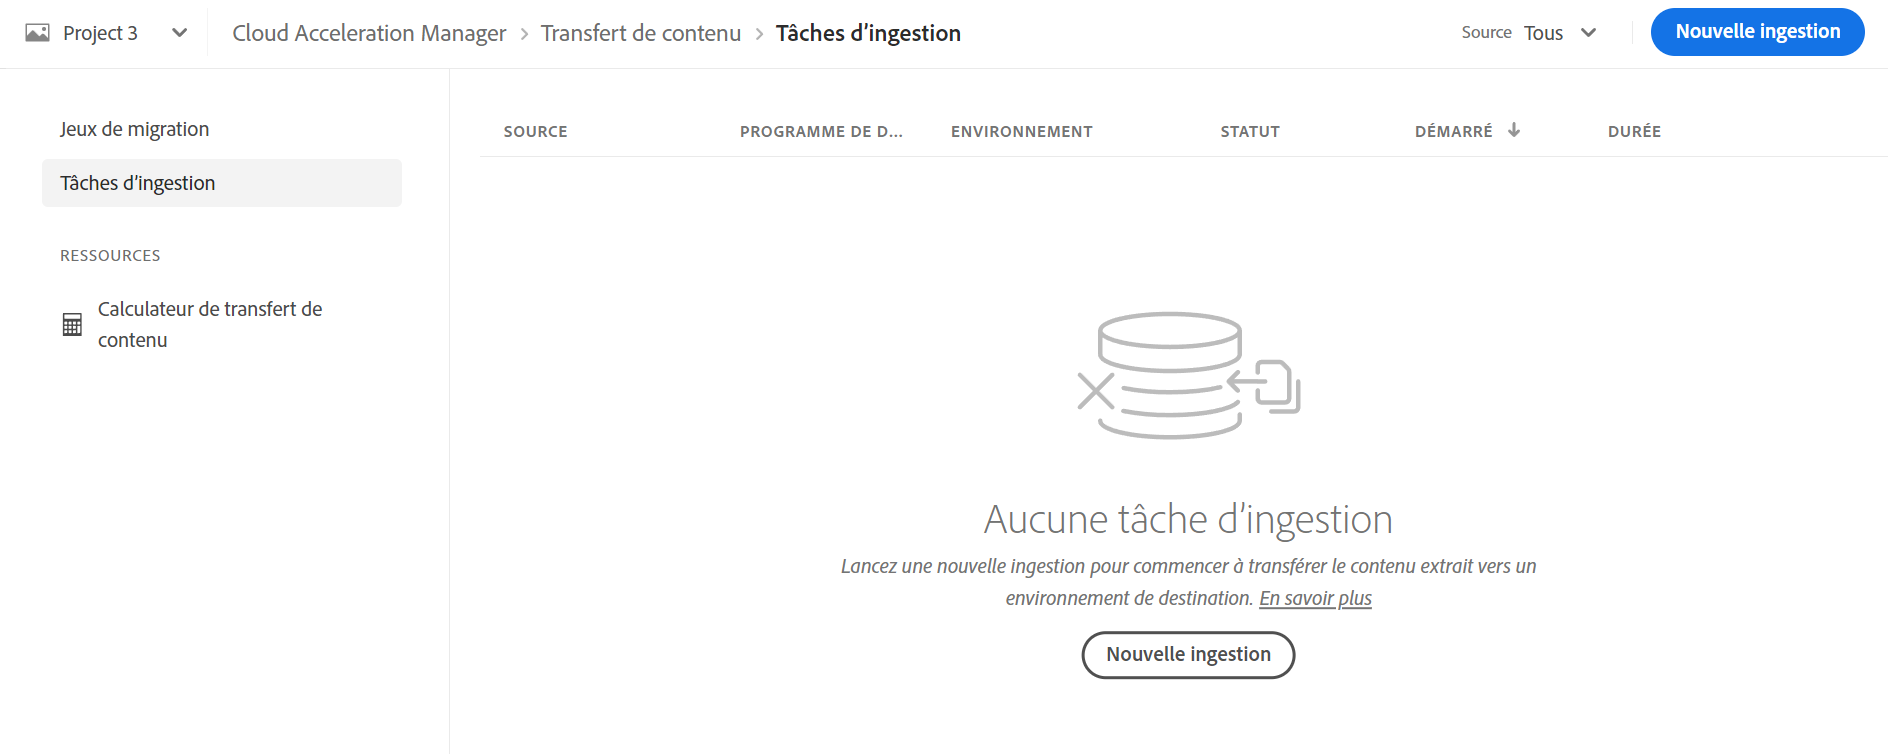 Project 3
Cloud Acceleration Manager > Transfert de contenu > Tâches d’ingestion
Source Tous
Nouvelle ingestion
Jeux de migration
Tâches d’ingestion
RESSOURCES
Calculateur de transfert de
contenu
SOURCE PROGRAMME DE D... ENVIRONNEMENT STATUT DÉMARRÉ DURÉE
Aucune tâche d’ingestion
Lancez une nouvelle ingestion pour commencer à transférer le contenu extrait vers un
environnement de destination. En savoir plus
Nouvelle ingestion